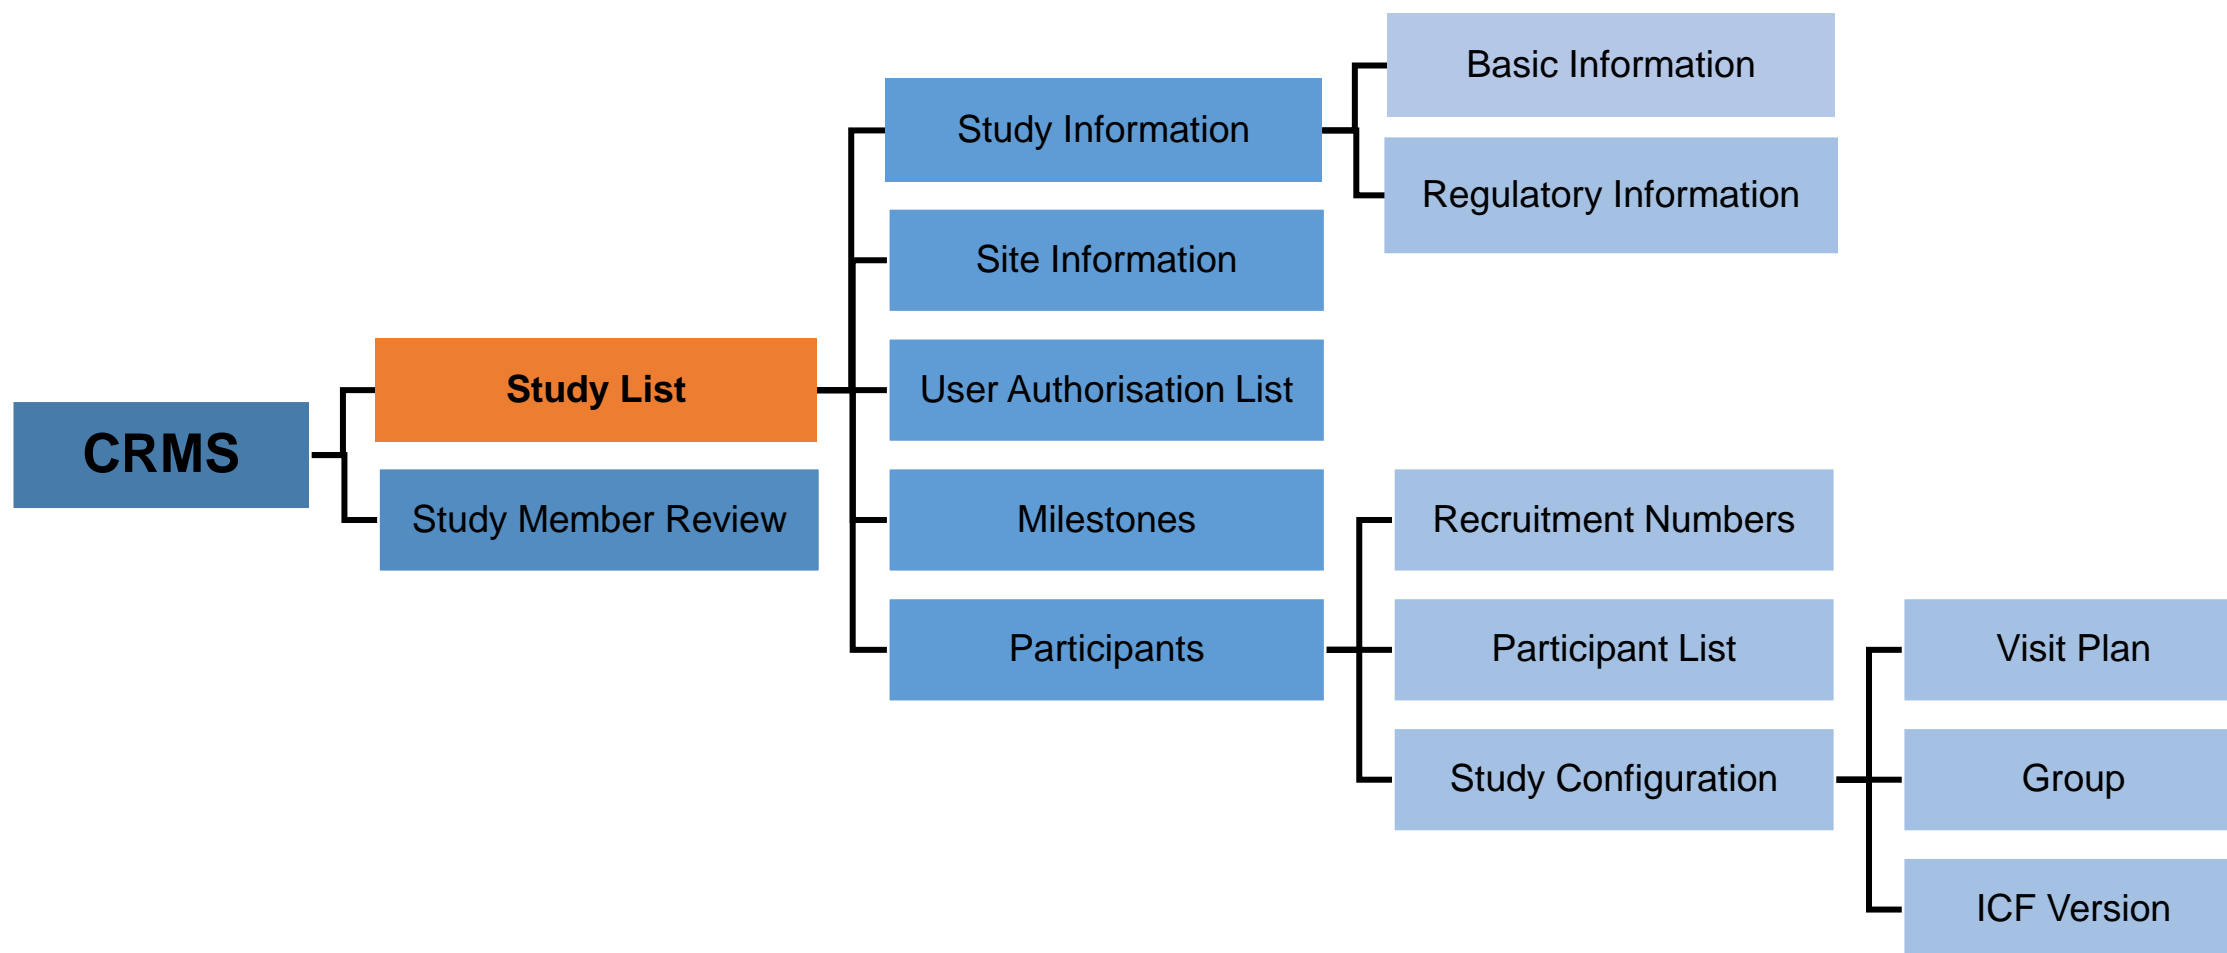 CRMS
Study List
Study Member Review
Study Information
Site Information
User Authorisation List
Milestones
Participants
Basic Information
Regulatory Information
Recruitment Numbers
Participant List
Study Configuration
Visit Plan
Group
ICF Version